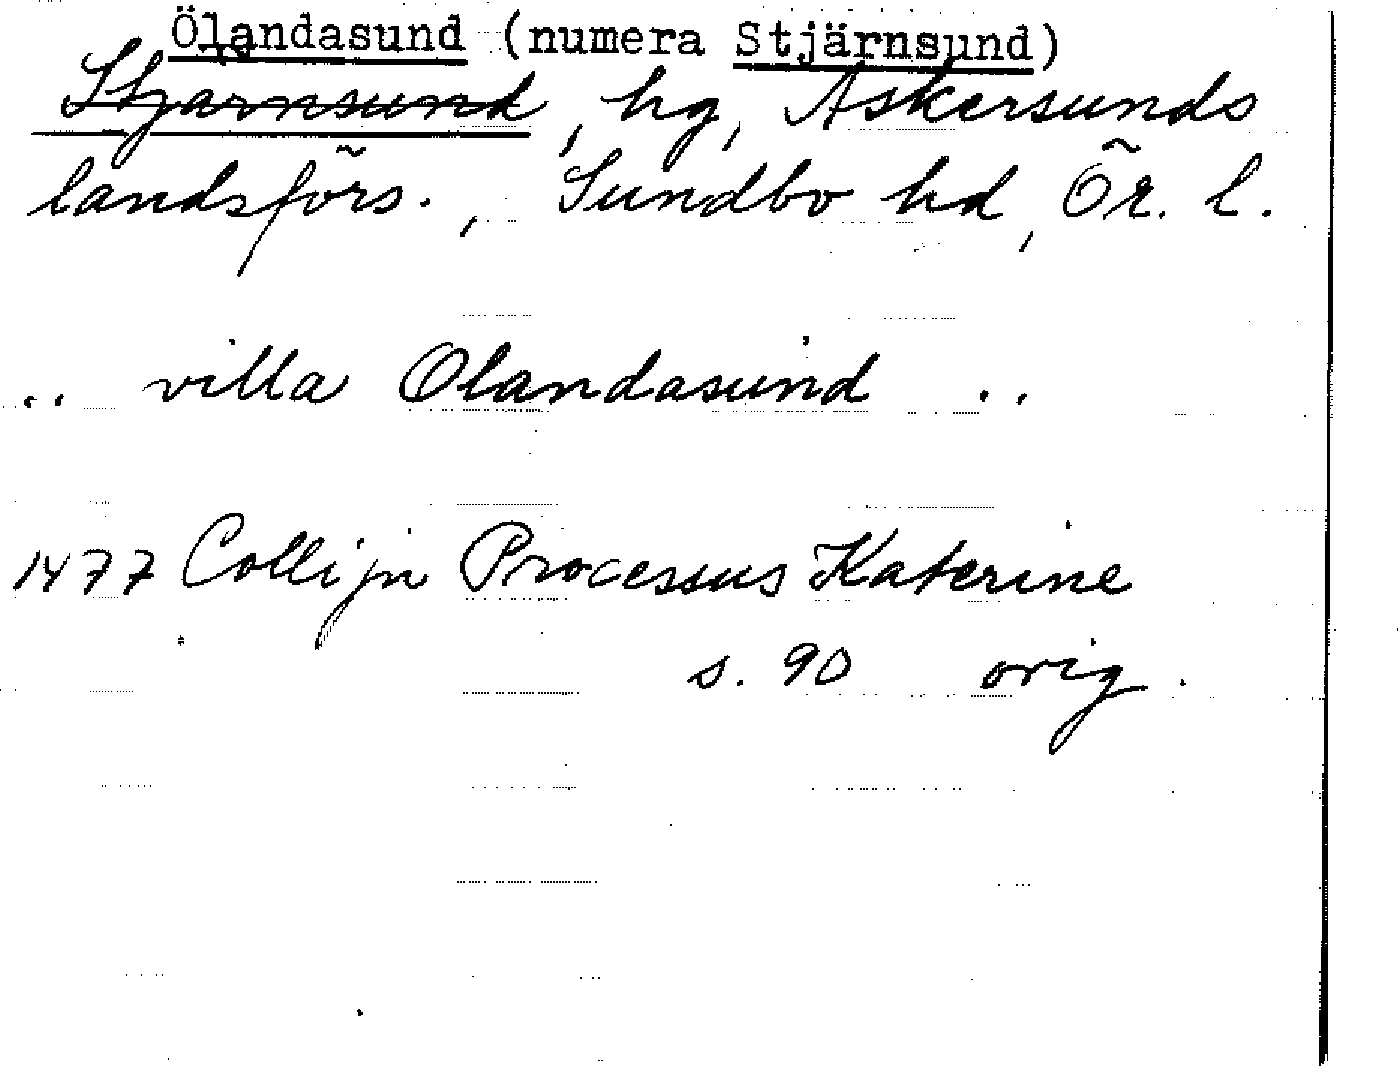 Ölandasund (numera Stjärnsund)
Stjärnsund, hg, Askersunds
landsförs., Sundbo hd, Ör. l.
.. villa Olandasund ..
1477 Collijn Processus Katerine
s. 90 orig.